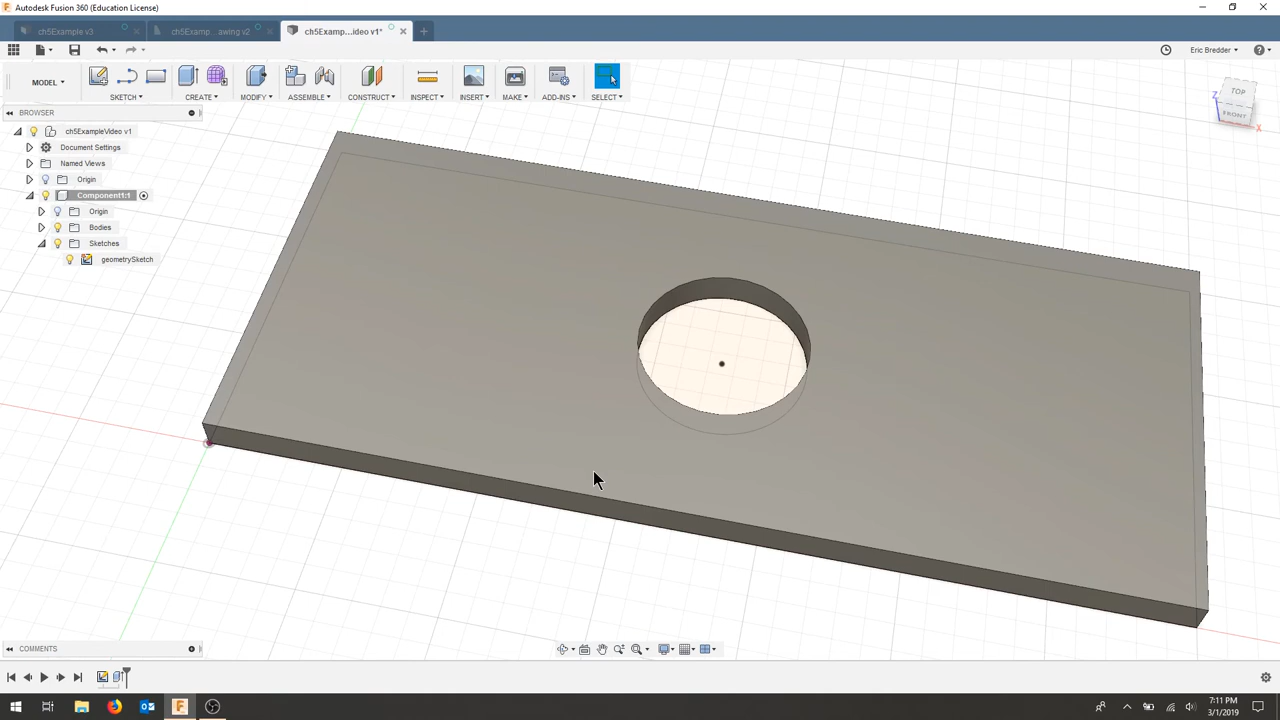 Autodesk Fusion 360 (Education License)
ch5Example v3
ch5Examp...awing v2
ch5Examp...ideo v1*
Eric Bredder
MODEL
SKETCH
CREATE
MODIFY
ASSEMBLE
CONSTRUCT
INSPECT
INSERT
MAKE
ADD-INS
SELECT
TOP
FRONT
Z
X
BROWSER
ch5ExampleVideo v1
Document Settings
Named Views
Origin
Component1:1
Origin
Bodies
Sketches
geometrySketch
COMMENTS
7:11 PM
3/1/2019